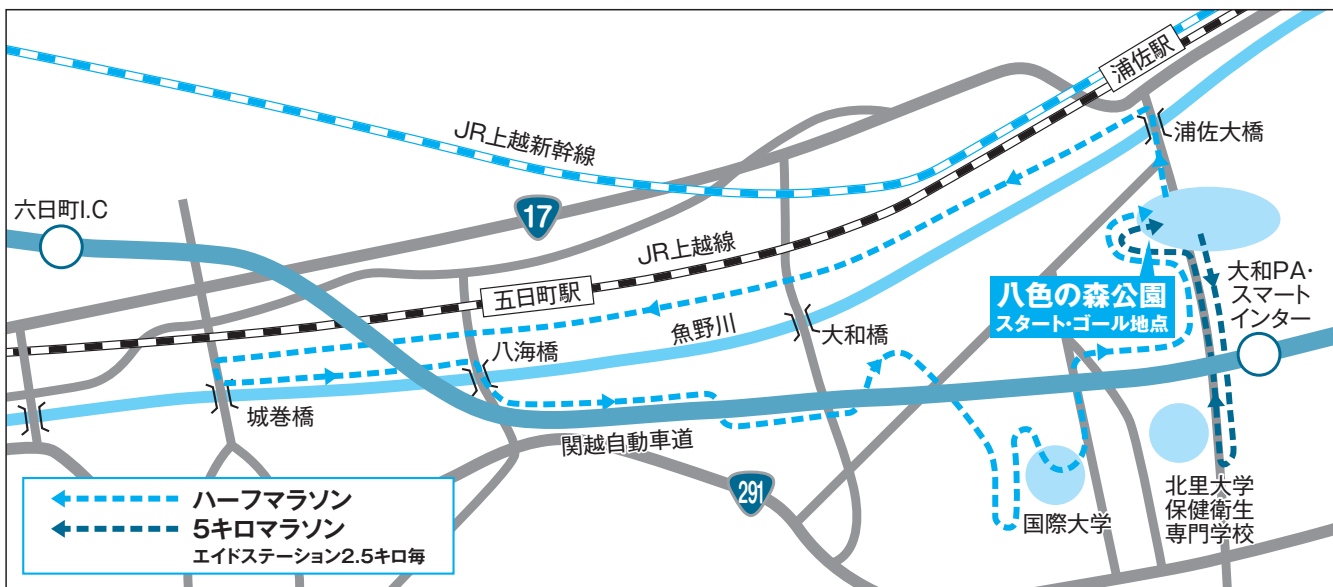 浦佐駅
JR上越新幹線
浦佐大橋
六日町I.C
17
JR上越線
五日町駅
八色の森公園
スタート・ゴール地点
大和PA・
スマート
インター
魚野川
大和橋
八海橋
城巻橋
関越自動車道
291
国際大学
北里大学
保健衛生
専門学校
ハーフマラソン
5キロマラソン
エイドステーション2.5キロ毎